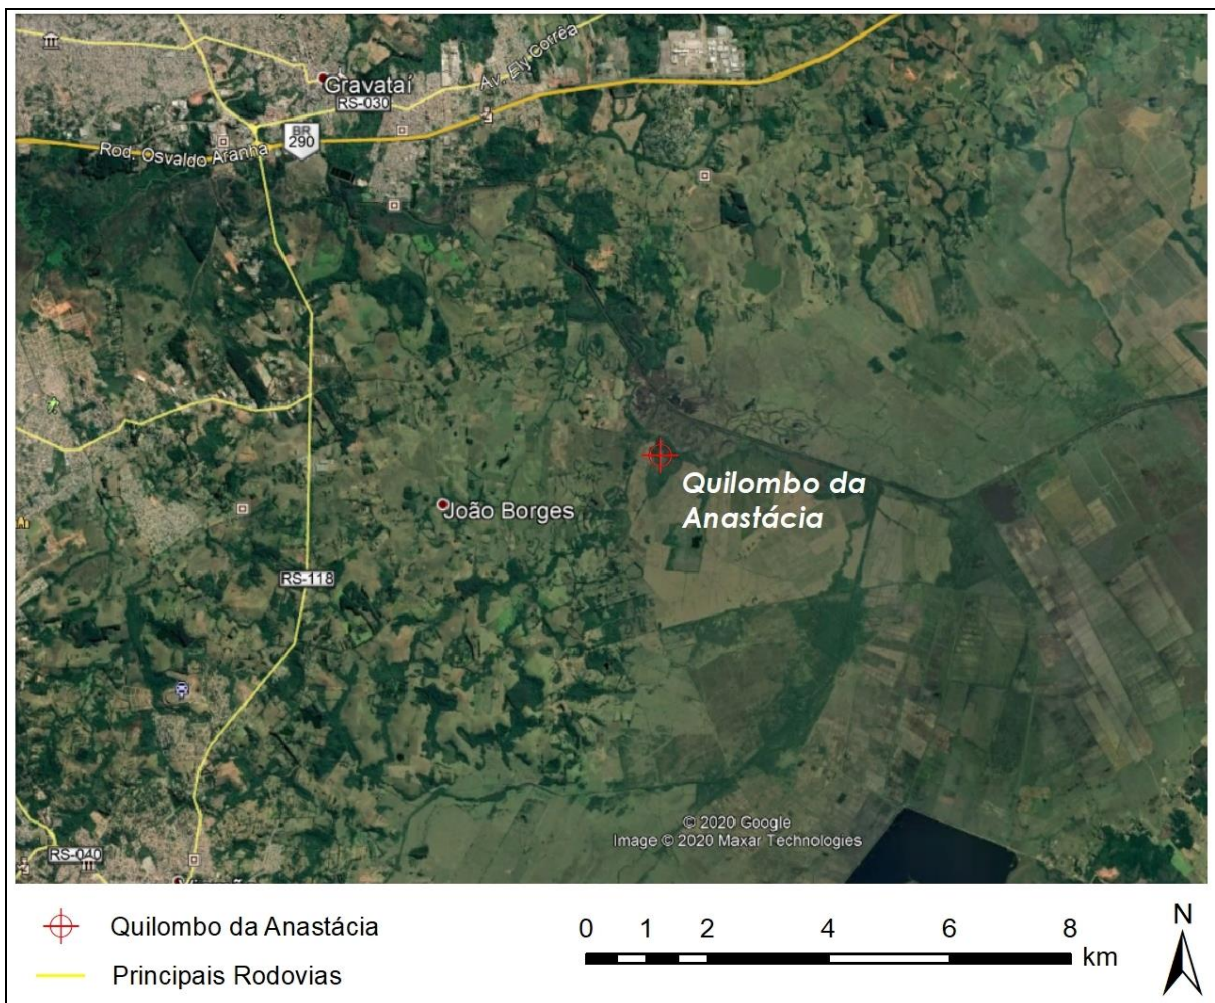 Av. Ely Corrêa
Gravataí
RS-030
BR
290
Rod. Osvaldo Aranha
Quilombo da
Anastácia
João Borges
RS-118
© 2020 Google
Image © 2020 Maxar Technologies
RS-040
Quilombo da Anastácia
Principais Rodovias
0 1 2 4 6 8
km
N